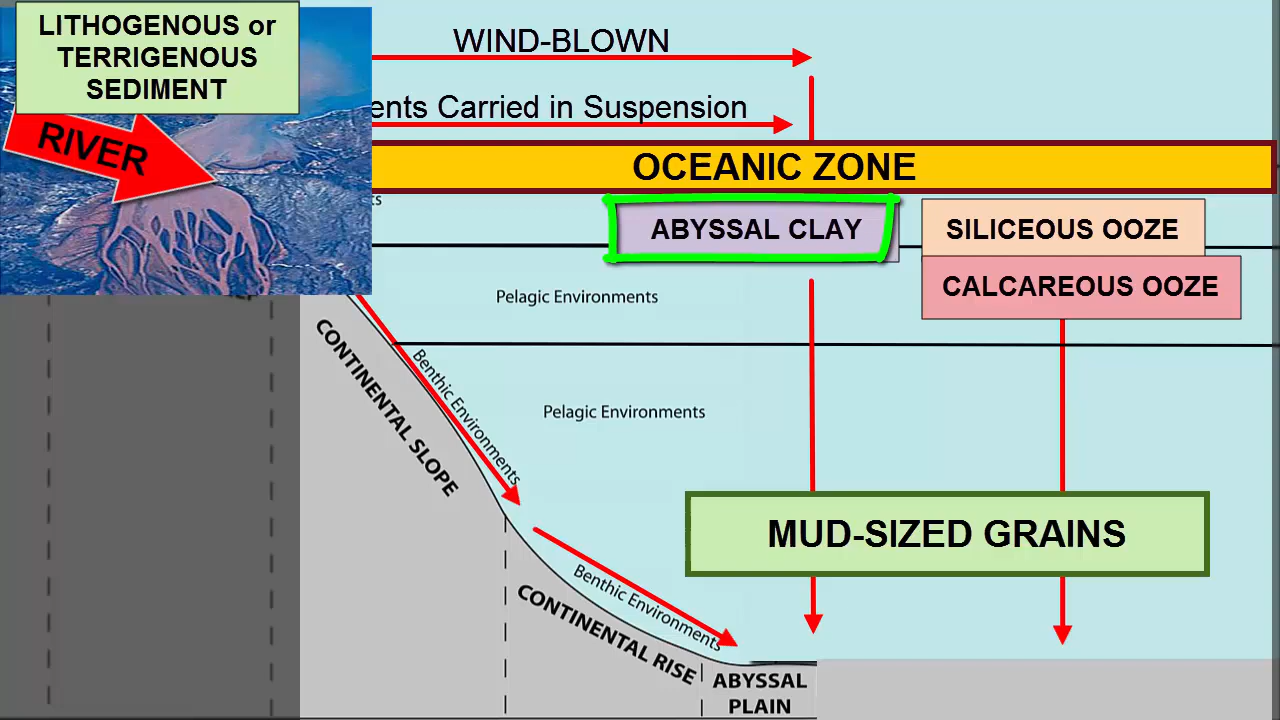 LITHOGENOUS or
TERRIGENOUS
SEDIMENT
RIVER
WIND-BLOWN
ents Carried in Suspension
OCEANIC ZONE
ABYSSAL CLAY
SILICEOUS OOZE
CALCAREOUS OOZE
Pelagic Environments
Benthic Environments
CONTINENTAL SLOPE
Pelagic Environments
MUD-SIZED GRAINS
Benthic Environments
CONTINENTAL RISE
ABYSSAL
PLAIN